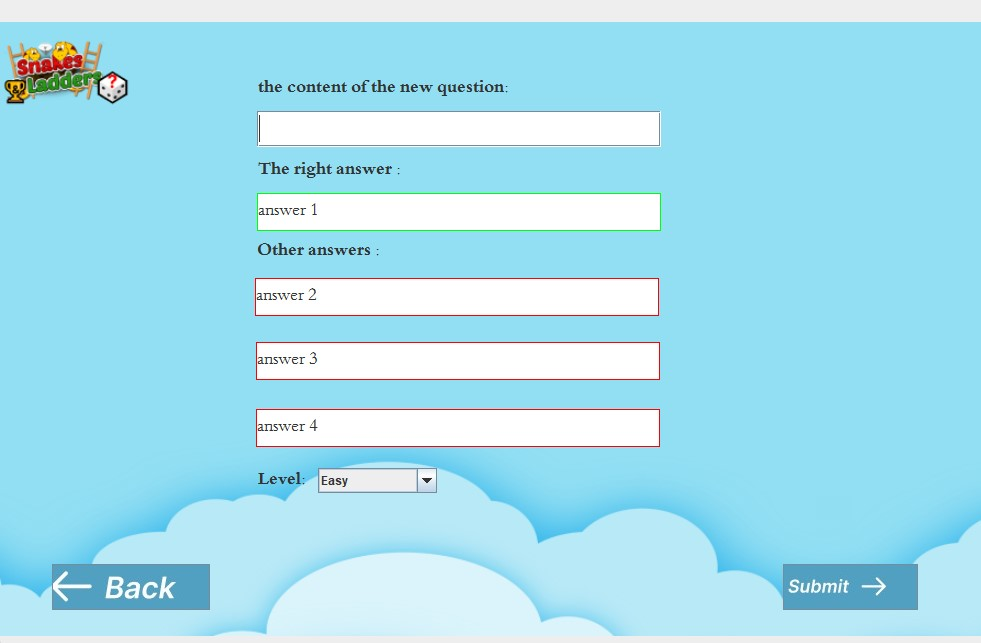 Snakes
Ladders
the content of the new question:
The right answer :
answer 1
Other answers :
answer 2
answer 3
answer 4
Level:
Easy
Back
Submit